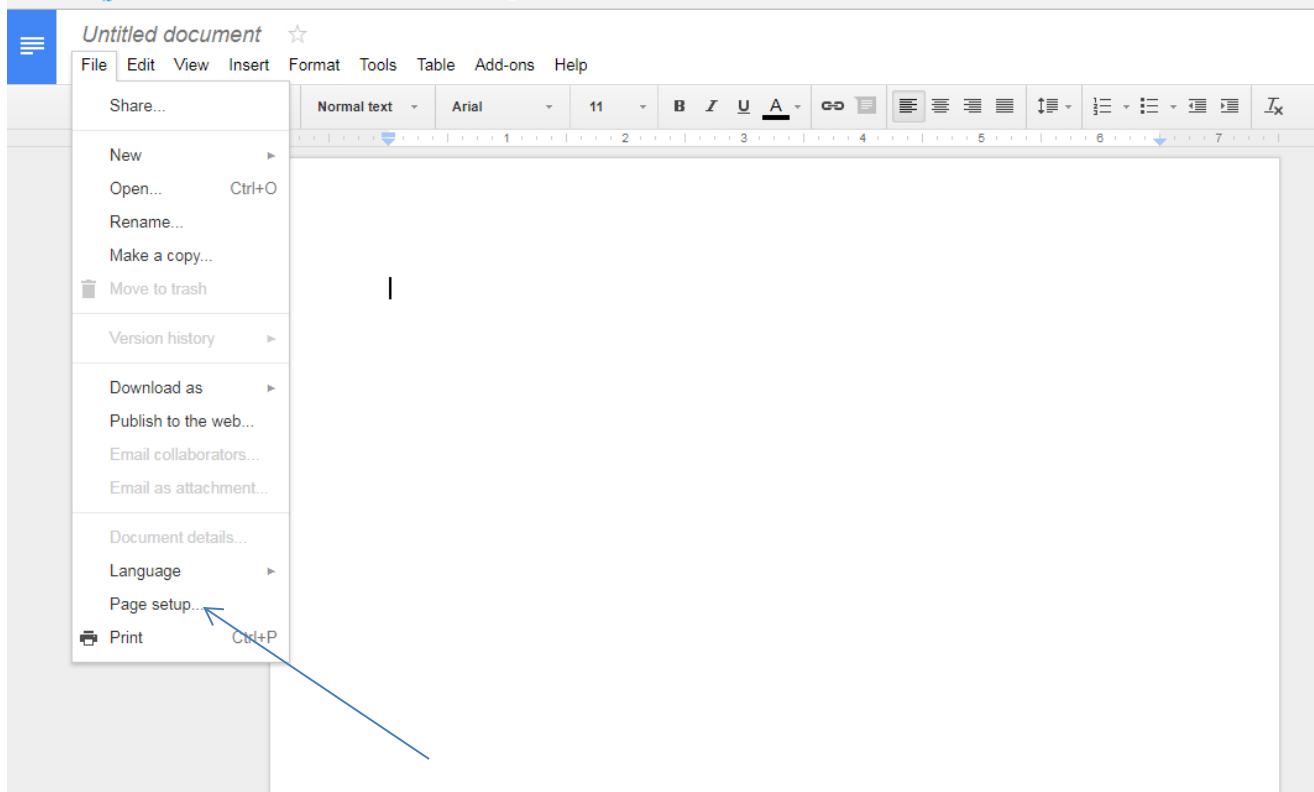 Untitled document
File Edit View Insert Format Tools Table Add-ons Help
Share...
Normal text Arial 11 B I U A
1 2 3 4 5 6 7
New
Open... Ctrl+O
Rename...
Make a copy...
Move to trash
Version history
Download as
Publish to the web...
Email collaborators...
Email as attachment...
Document details...
Language
Page setup...
Print Ctrl+P